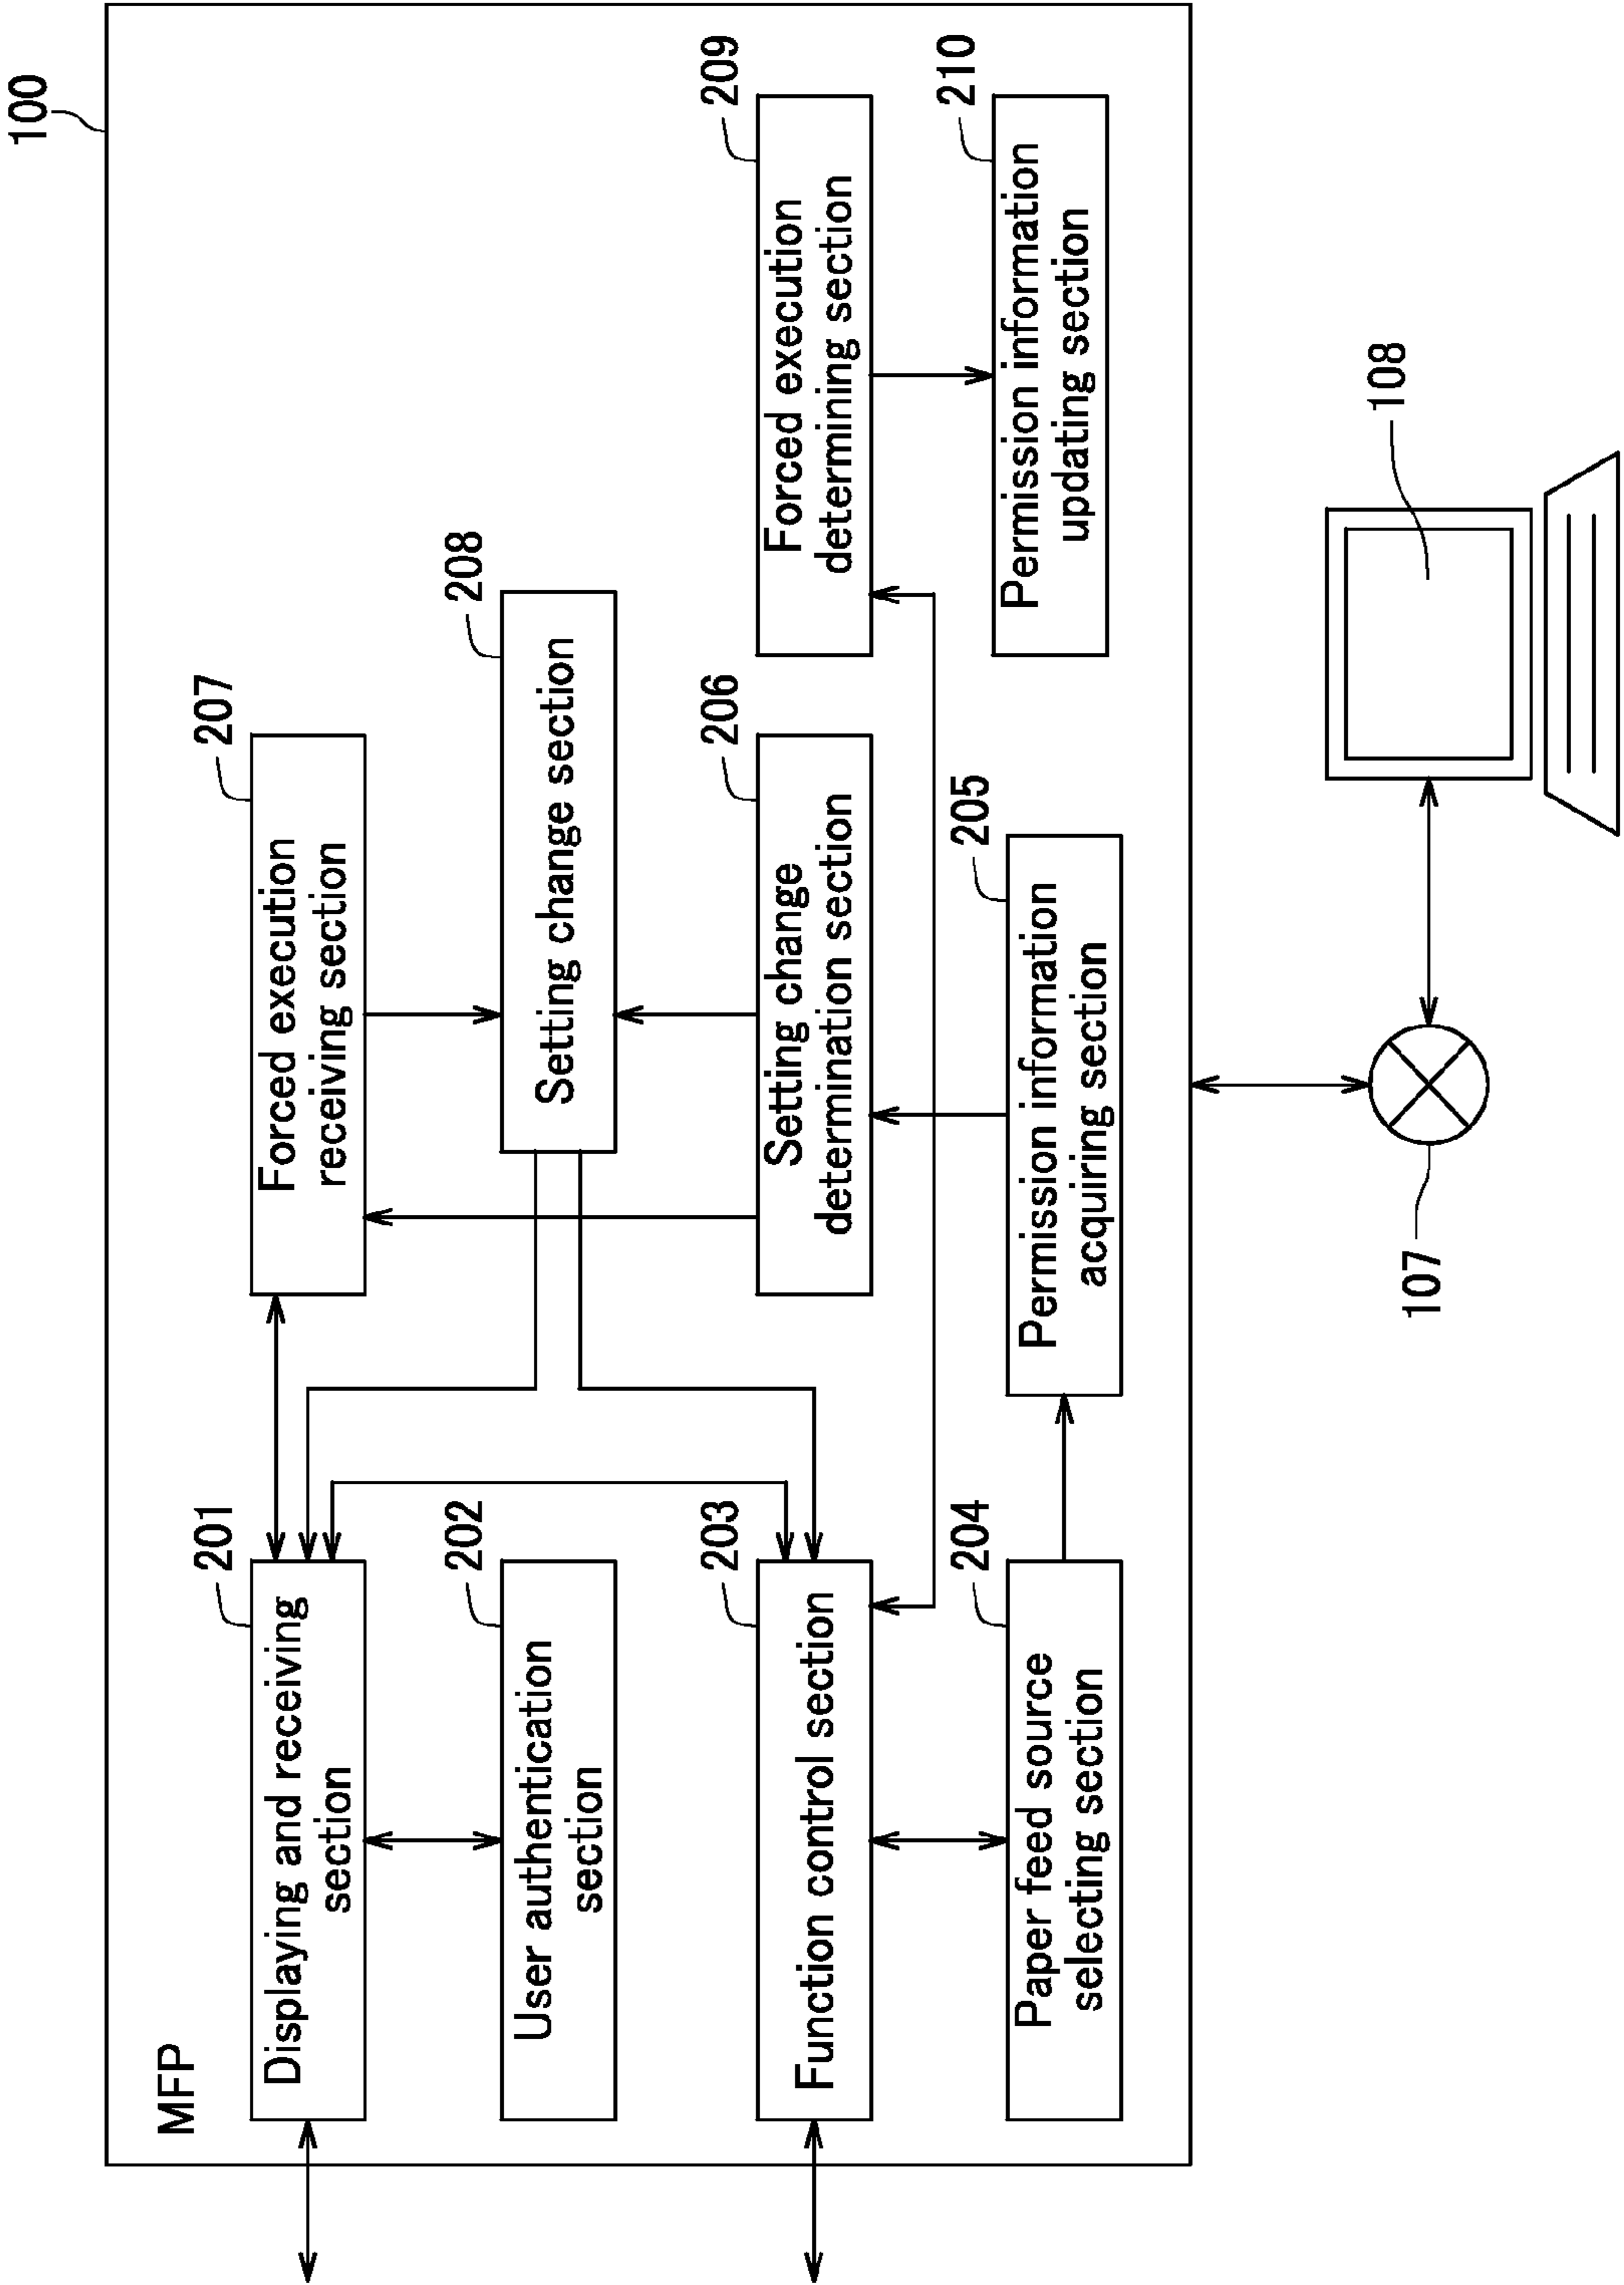 100
MFP
201
Displaying and receiving
section
202
User authentication
section
203
Function control section
204
Paper feed source
selecting section
207
Forced execution
receiving section
208
Setting change section
206
Setting change
determination section
205
Permission information
acquiring section
209
Forced execution
determining section
210
Permission information
updating section
107
108